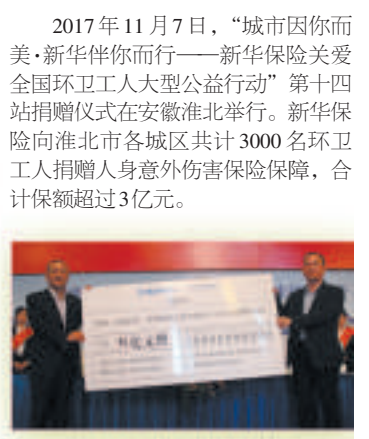 2017年11月7日，“城市因你而
美·新华伴你而行——新华保险关爱
全国环卫工人大型公益行动”第十四
站捐赠仪式在安徽淮北举行。新华保
险向淮北市各城区共计3000名环卫
工人捐赠人身意外伤害保险保障，合
计保额超过3亿元。